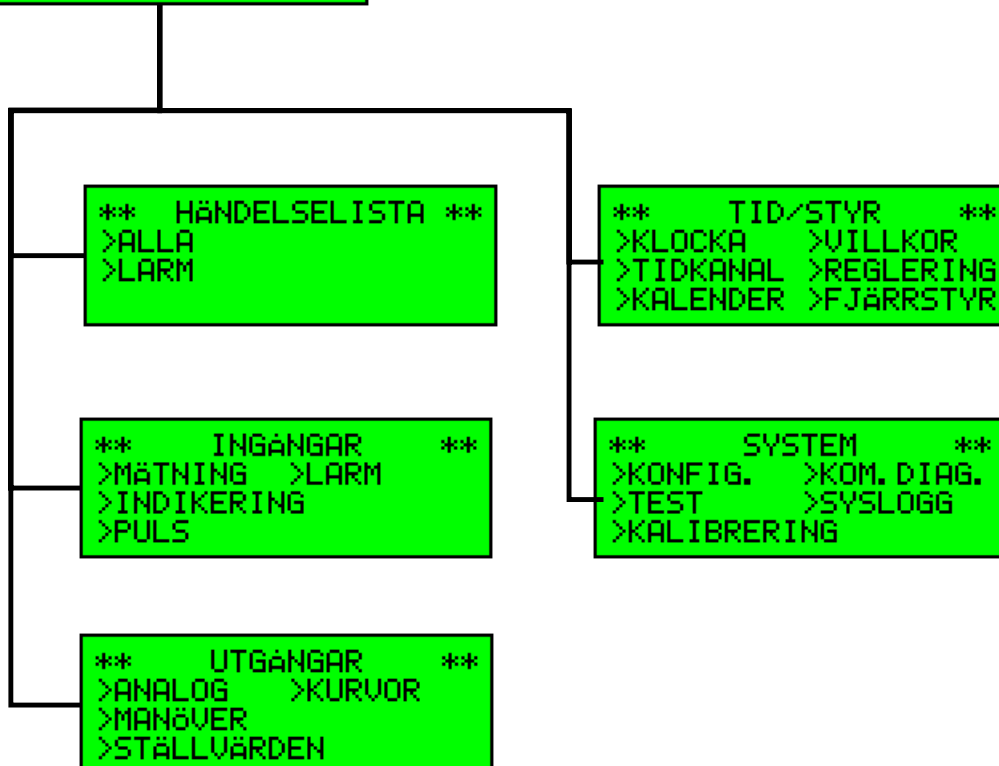 ** HäNDELSELISTA **
>ALLA
>LARM
** TID/STYR **
>KLOCKA >VILLKOR
>TIDKANAL >REGLERING
>KALENDER >FJäRRSTYR
** INGåNGAR **
>MäTNING >LARM
>INDIKERING
>PULS
** SYSTEM **
>KONFIG. >KOM.DIAG.
>TEST >SYSLOGG
>KALIBRERING
** UTGåNGAR **
>ANALOG >KURVOR
>MANöVER
>STäLLVäRDEN